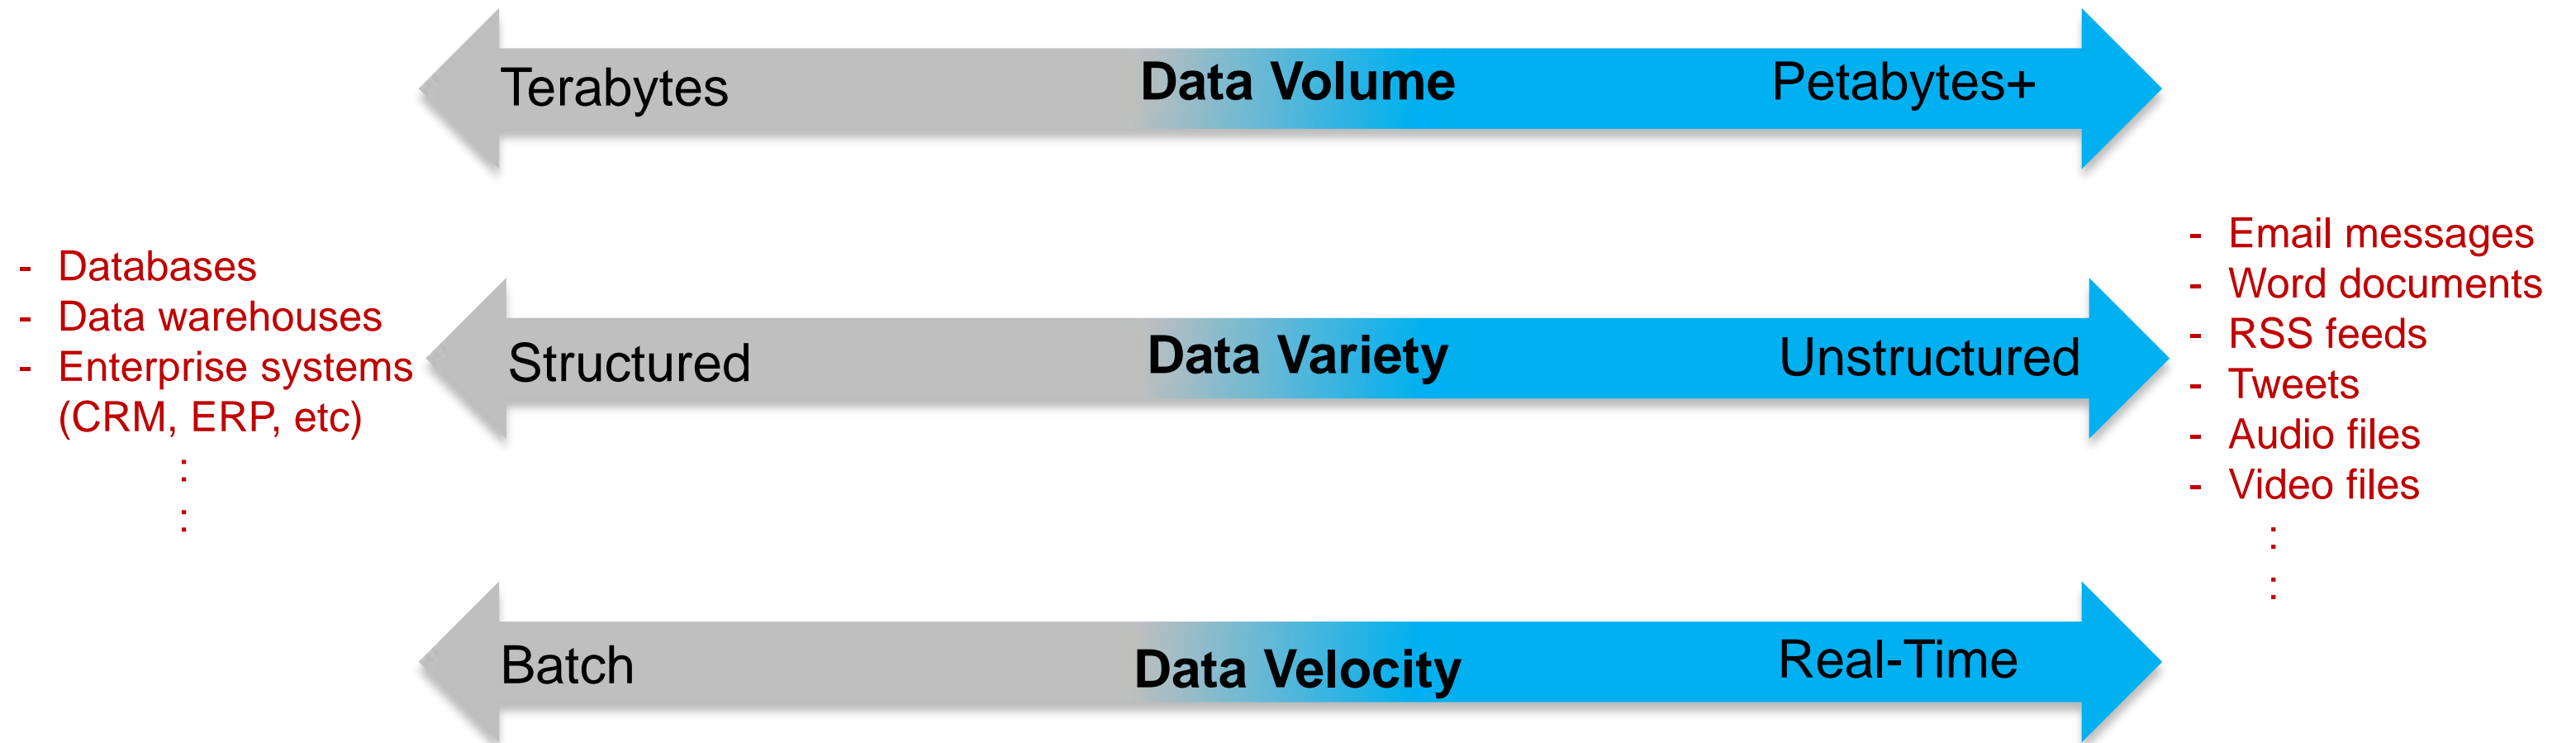 Terabytes
Data Volume
Petabytes+
- Databases
- Data warehouses
- Enterprise systems
(CRM, ERP, etc)
:
:
Structured
Data Variety
Unstructured
- Email messages
- Word documents
- RSS feeds
- Tweets
- Audio files
- Video files
:
:
Batch
Data Velocity
Real-Time